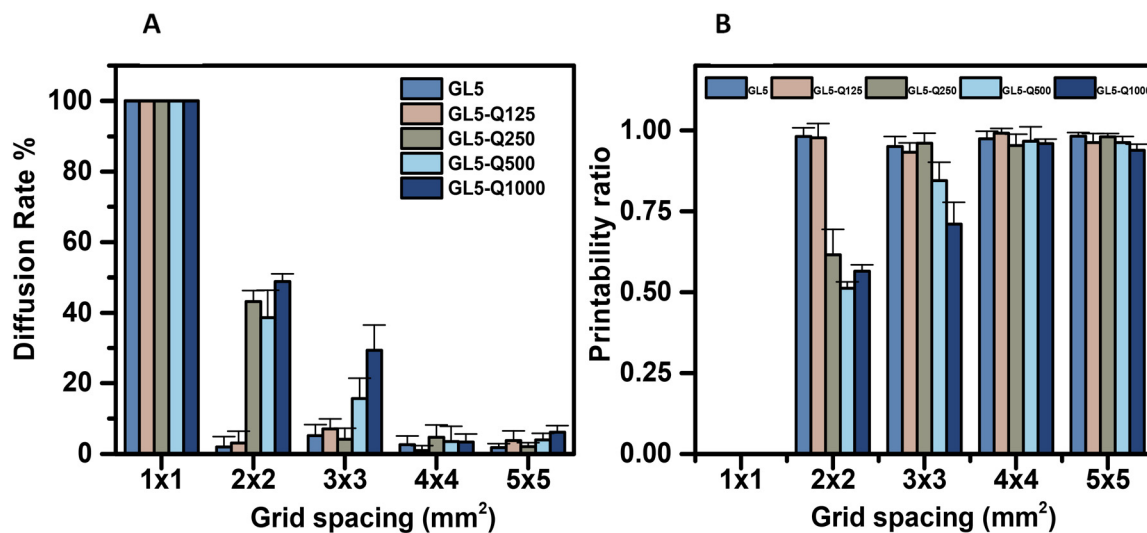 A
Diffusion Rate %
100
80
60
40
20
0
GL5
GL5-Q125
GL5-Q250
GL5-Q500
GL5-Q1000
1x1 2x2 3x3 4x4 5x5
Grid spacing (mm²)
B
Printability ratio
1.00
0.75
0.50
0.25
0.00
GL5 GL5-Q125 GL5-Q250 GL5-Q500 GL5-Q1000
1x1 2x2 3x3 4x4 5x5
Grid spacing (mm²)